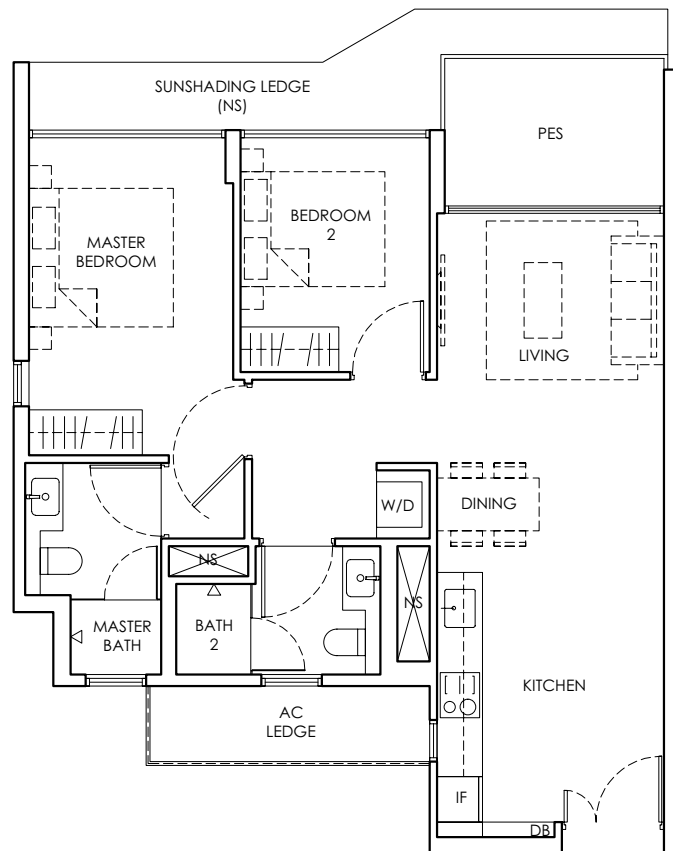 SUNSHADING LEDGE
(NS)
PES
BEDROOM
2
MASTER
BEDROOM
LIVING
W/D
DINING
NS
NS
MASTER
BATH
BATH
2
KITCHEN
AC
LEDGE
IF
DB